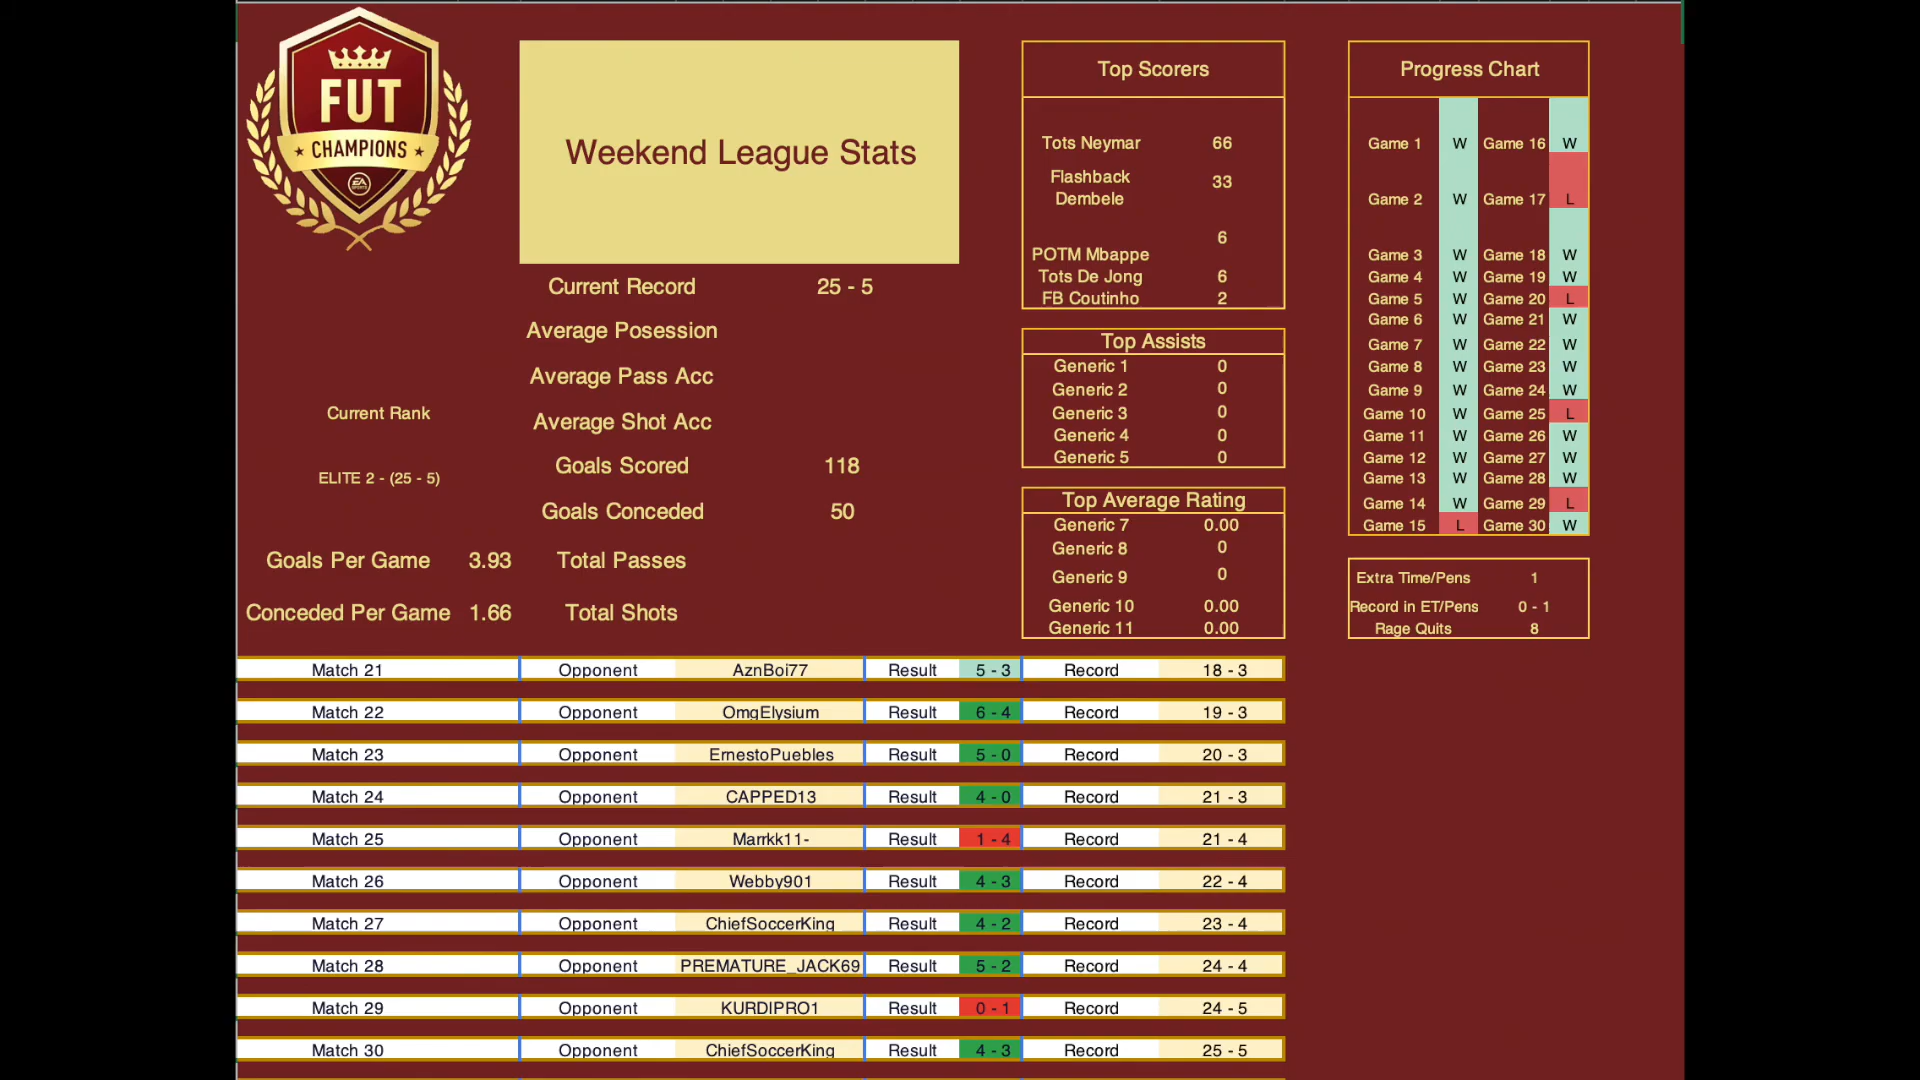 FUT
★ CHAMPIONS ★
EA
SPORTS
Weekend League Stats
Current Record 25 - 5
Average Posession
Average Pass Acc
Average Shot Acc
Current Rank
ELITE 2 - (25 - 5)
Goals Scored 118
Goals Conceded 50
Goals Per Game 3.93 Total Passes
Conceded Per Game 1.66 Total Shots
Top Scorers
Tots Neymar 66
Flashback
Dembele 33
POTM Mbappe 6
Tots De Jong 6
FB Coutinho 2
Top Assists
Generic 1 0
Generic 2 0
Generic 3 0
Generic 4 0
Generic 5 0
Top Average Rating
Generic 7 0.00
Generic 8 0
Generic 9 0
Generic 10 0.00
Generic 11 0.00
Progress Chart
Game 1 W Game 16 W
Game 2 W Game 17 L
Game 3 W Game 18 W
Game 4 W Game 19 W
Game 5 W Game 20 L
Game 6 W Game 21 W
Game 7 W Game 22 W
Game 8 W Game 23 W
Game 9 W Game 24 W
Game 10 W Game 25 L
Game 11 W Game 26 W
Game 12 W Game 27 W
Game 13 W Game 28 W
Game 14 W Game 29 L
Game 15 L Game 30 W
Extra Time/Pens 1
Record in ET/Pens 0 - 1
Rage Quits 8
Match 21 Opponent AznBoi77 Result 5 - 3 Record 18 - 3
Match 22 Opponent OmgElysium Result 6 - 4 Record 19 - 3
Match 23 Opponent ErnestoPuebles Result 5 - 0 Record 20 - 3
Match 24 Opponent CAPPED13 Result 4 - 0 Record 21 - 3
Match 25 Opponent Marrkk11- Result 1 - 4 Record 21 - 4
Match 26 Opponent Webby901 Result 4 - 3 Record 22 - 4
Match 27 Opponent ChiefSoccerKing Result 4 - 2 Record 23 - 4
Match 28 Opponent PREMATURE_JACK69 Result 5 - 2 Record 24 - 4
Match 29 Opponent KURDIPRO1 Result 0 - 1 Record 24 - 5
Match 30 Opponent ChiefSoccerKing Result 4 - 3 Record 25 - 5